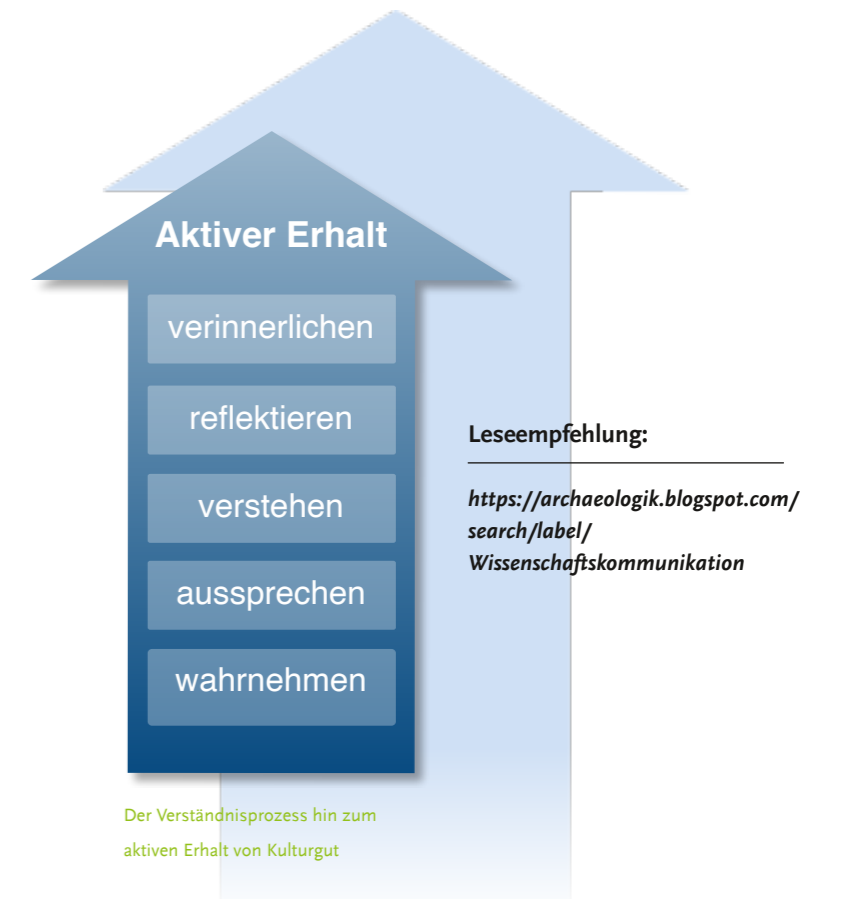 Aktiver Erhalt
verinnerlichen
reflektieren
verstehen
aussprechen
wahrnehmen
Der Verständnisprozess hin zum
aktiven Erhalt von Kulturgut
Leseempfehlung:
https://archaeologik.blogspot.com/
search/label/
Wissenschaftskommunikation